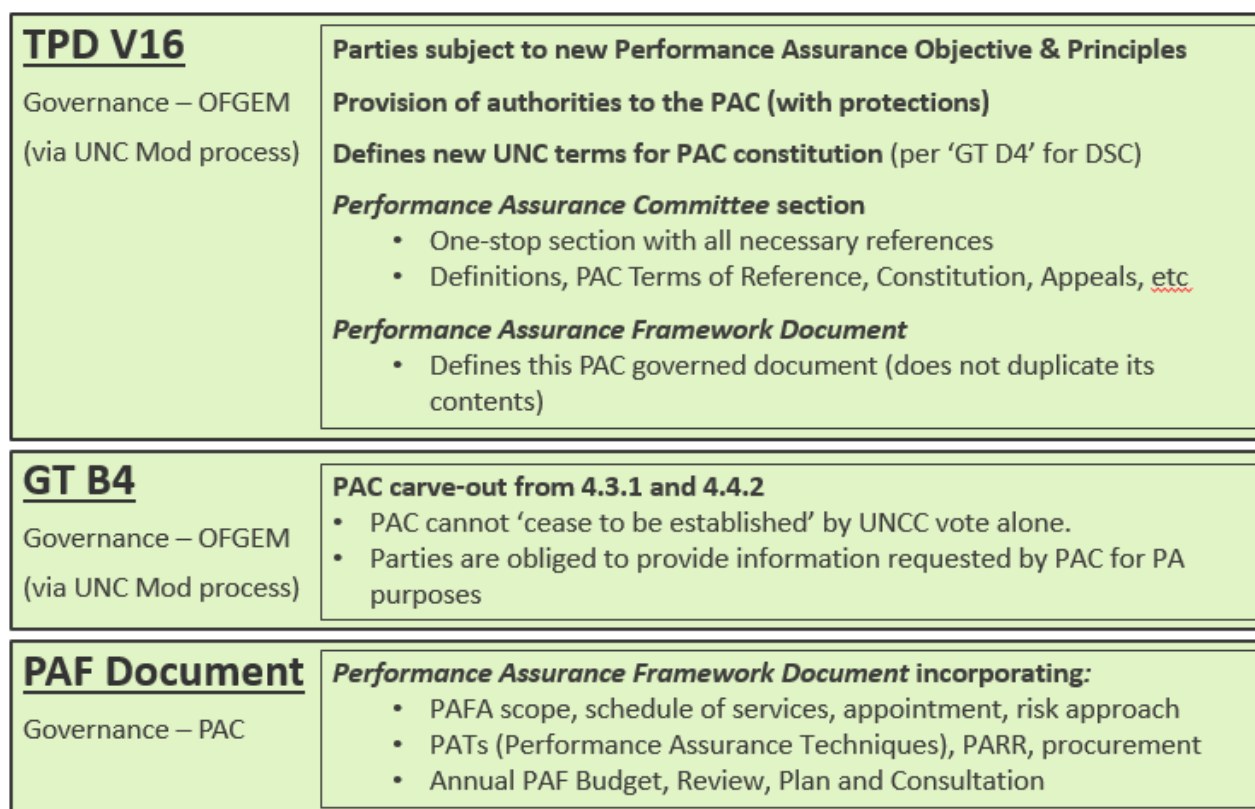 TPD V16
Governance – OFGEM
(via UNC Mod process)
Parties subject to new Performance Assurance Objective & Principles
Provision of authorities to the PAC (with protections)
Defines new UNC terms for PAC constitution (per ‘GT D4’ for DSC)
Performance Assurance Committee section
• One-stop section with all necessary references
• Definitions, PAC Terms of Reference, Constitution, Appeals, etc
Performance Assurance Framework Document
• Defines this PAC governed document (does not duplicate its
contents)
GT B4
Governance – OFGEM
(via UNC Mod process)
PAC carve-out from 4.3.1 and 4.4.2
• PAC cannot ‘cease to be established’ by UNCC vote alone.
• Parties are obliged to provide information requested by PAC for PA
purposes
PAF Document
Governance – PAC
Performance Assurance Framework Document incorporating:
• PAFA scope, schedule of services, appointment, risk approach
• PATs (Performance Assurance Techniques), PARR, procurement
• Annual PAF Budget, Review, Plan and Consultation